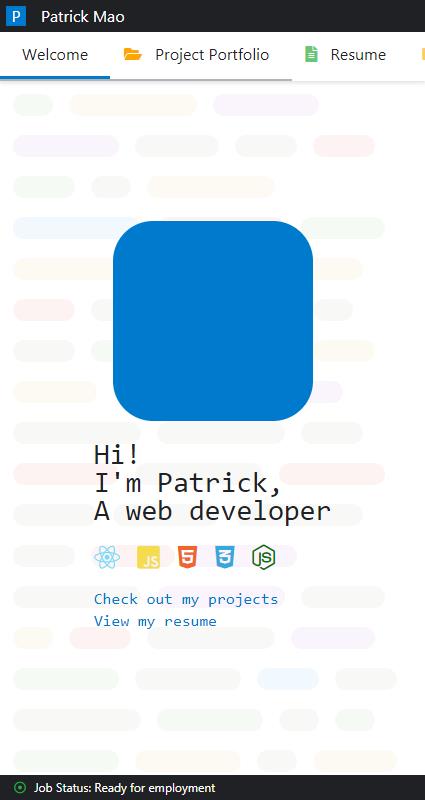 P Patrick Mao
Welcome Project Portfolio Resume
Hi!
I'm Patrick,
A web developer
JS 5 3 JS
Check out my projects
View my resume
Job Status: Ready for employment